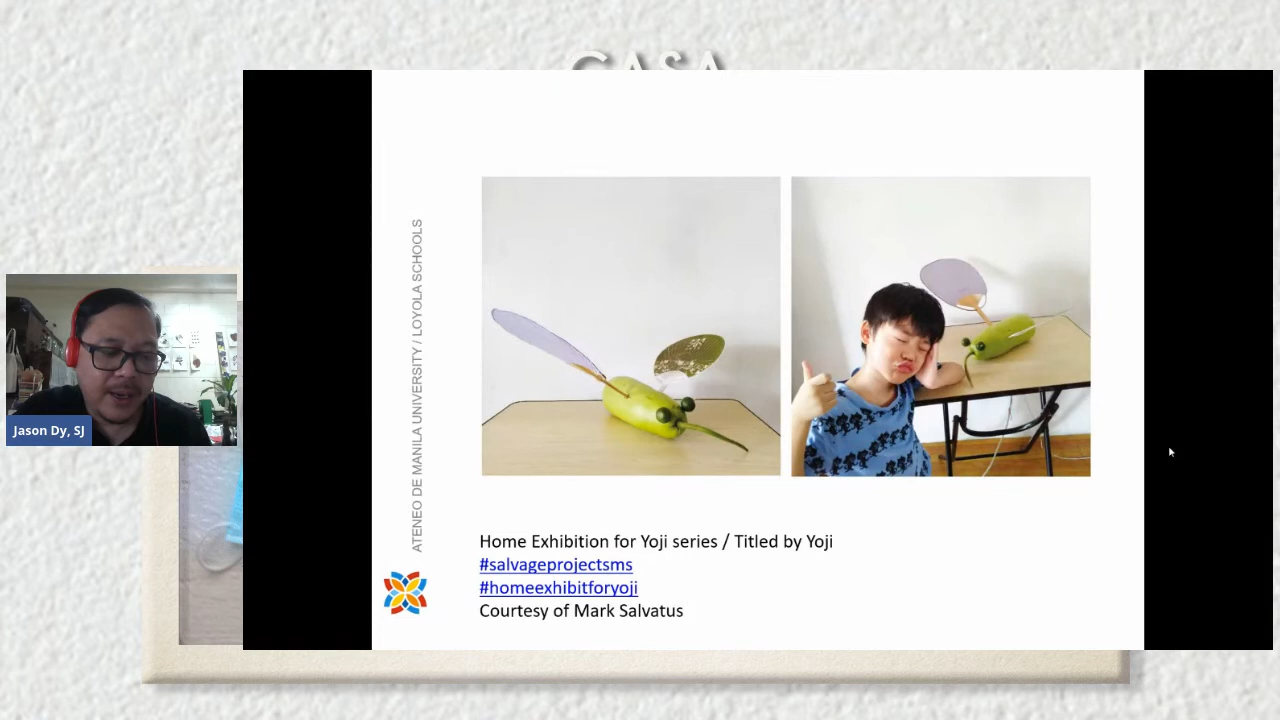 CASA
ATENEO DE MANILA UNIVERSITY / LOYOLA SCHOOLS
Jason Dy, SJ
Home Exhibition for Yoji series / Titled by Yoji
#salvageprojectsms
#homeexhibitforyoji
Courtesy of Mark Salvatus